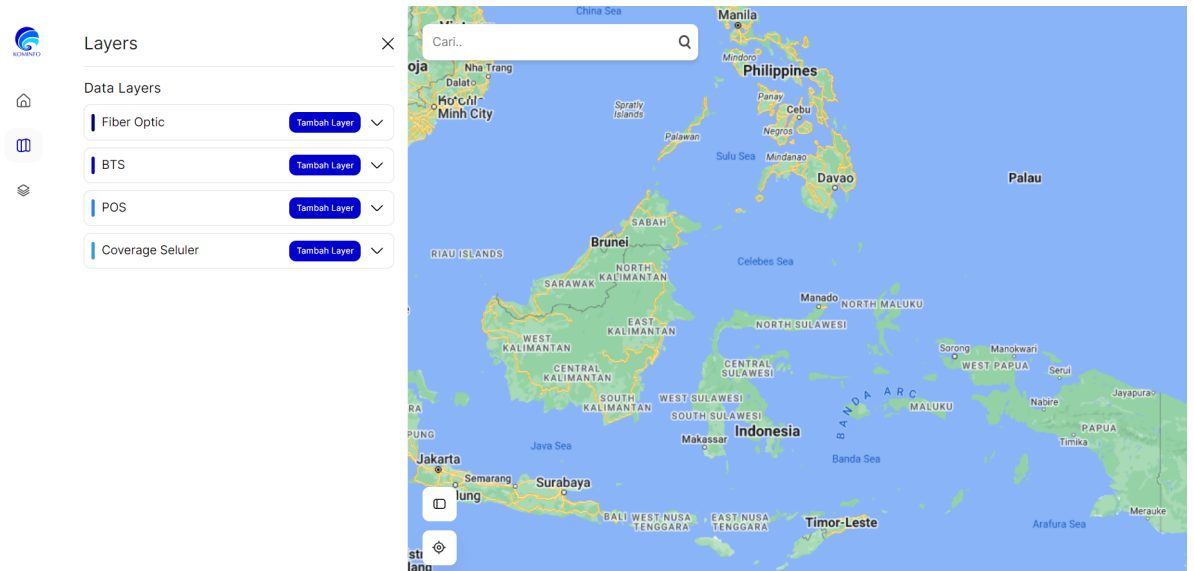 KOMINFO
Layers
Data Layers
Fiber Optic
Tambah Layer
BTS
Tambah Layer
POS
Tambah Layer
Coverage Seluler
Tambah Layer
Cari..
China Sea
Manila
Mindoro
Philippines
oja
Nha Trang
Dalat
Minh City
Spratly
Islands
Panay
Cebu
Palawan
Negros
Sulu Sea
Mindanao
Davao
Palau
SABAH
Brunei
RIAU ISLANDS
Celebes Sea
NORTH
KALIMANTAN
SARAWAK
Manado
NORTH MALUKU
EAST
KALIMANTAN
NORTH SULAWESI
WEST
KALIMANTAN
Sorong
Manokwari
CENTRAL
SULAWESI
WEST PAPUA
CENTRAL
KALIMANTAN
Serui
BANDA ARC
Jayapura
SOUTH
KALIMANTAN
WEST SULAWESI
Nabire
RA
MALUKU
SOUTH SULAWESI
PUNG
Indonesia
PAPUA
Makassar
Timika
Java Sea
Jakarta
Banda Sea
Semarang
Surabaya
lung
Merauke
BALI
WEST NUSA
TENGGARA
EAST NUSA
TENGGARA
Timor-Leste
Arafura Sea